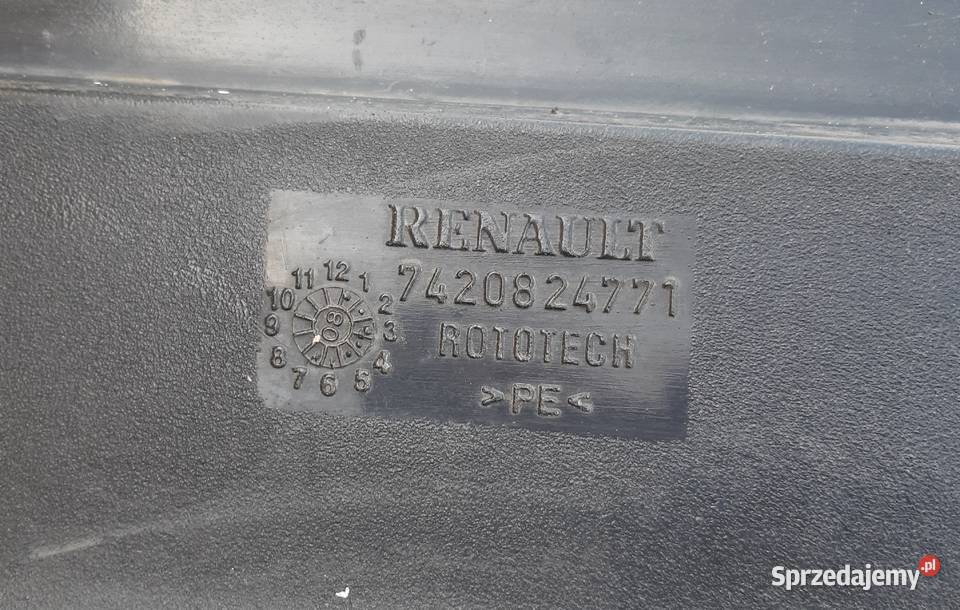 RENAULT
7420824771
ROTOTECH
>PE<
12
11 1
10 2
9 08 3
8 4
7 6 5
Sprzedajemy.pl